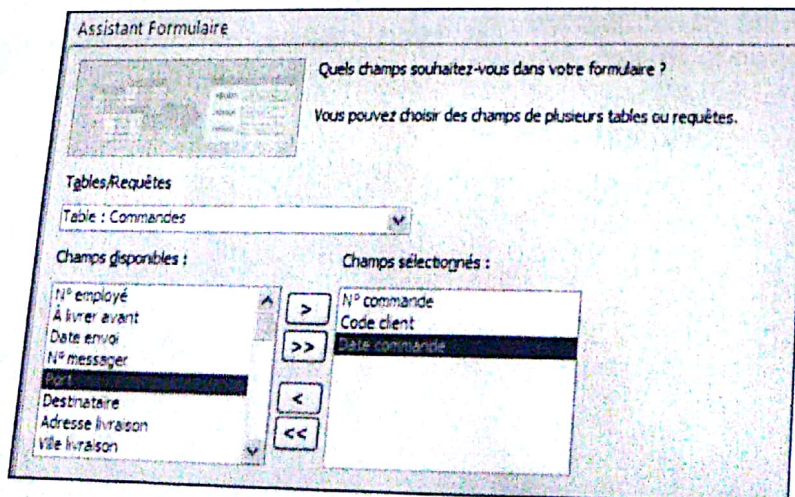 Assistant Formulaire
Quels champs souhaitez-vous dans votre formulaire ?
Vous pouvez choisir des champs de plusieurs tables ou requêtes.
Tables/Requêtes
Table : Commandes
Champs disponibles :
N° employé
À livrer avant
Date envoi
N° messager
Port
Destinataire
Adresse livraison
Ville livraison
>
>>
<
<<
Champs sélectionnés :
N° commande
Code client
Date commande